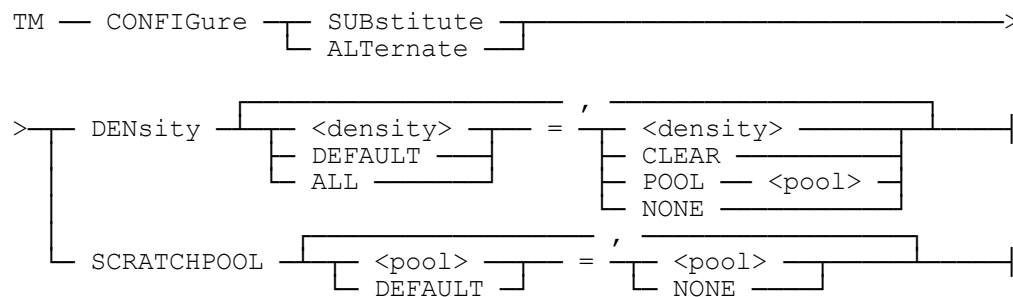 TM — CONFIGure SUBstitute >
ALTernate
,
> DENsity <density> = <density>
DEFAULT CLEAR
ALL POOL — <pool>
NONE
,
SCRATCHPOOL <pool> = <pool>
DEFAULT NONE